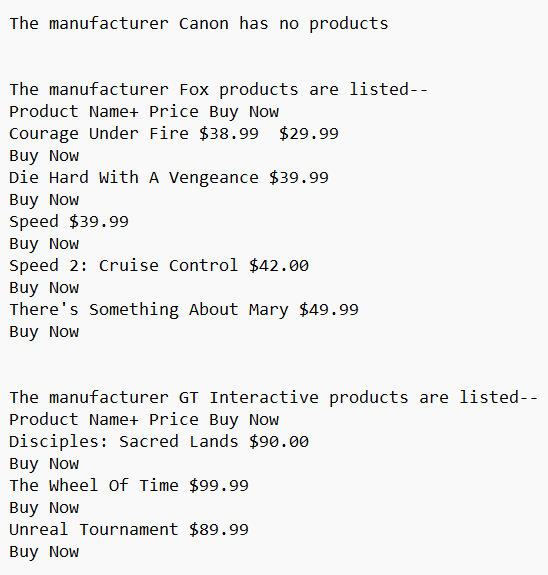 The manufacturer Canon has no products
The manufacturer Fox products are listed--
Product Name+ Price Buy Now
Courage Under Fire $38.99  $29.99
Buy Now
Die Hard With A Vengeance $39.99
Buy Now
Speed $39.99
Buy Now
Speed 2: Cruise Control $42.00
Buy Now
There's Something About Mary $49.99
Buy Now
The manufacturer GT Interactive products are listed--
Product Name+ Price Buy Now
Disciples: Sacred Lands $90.00
Buy Now
The Wheel Of Time $99.99
Buy Now
Unreal Tournament $89.99
Buy Now